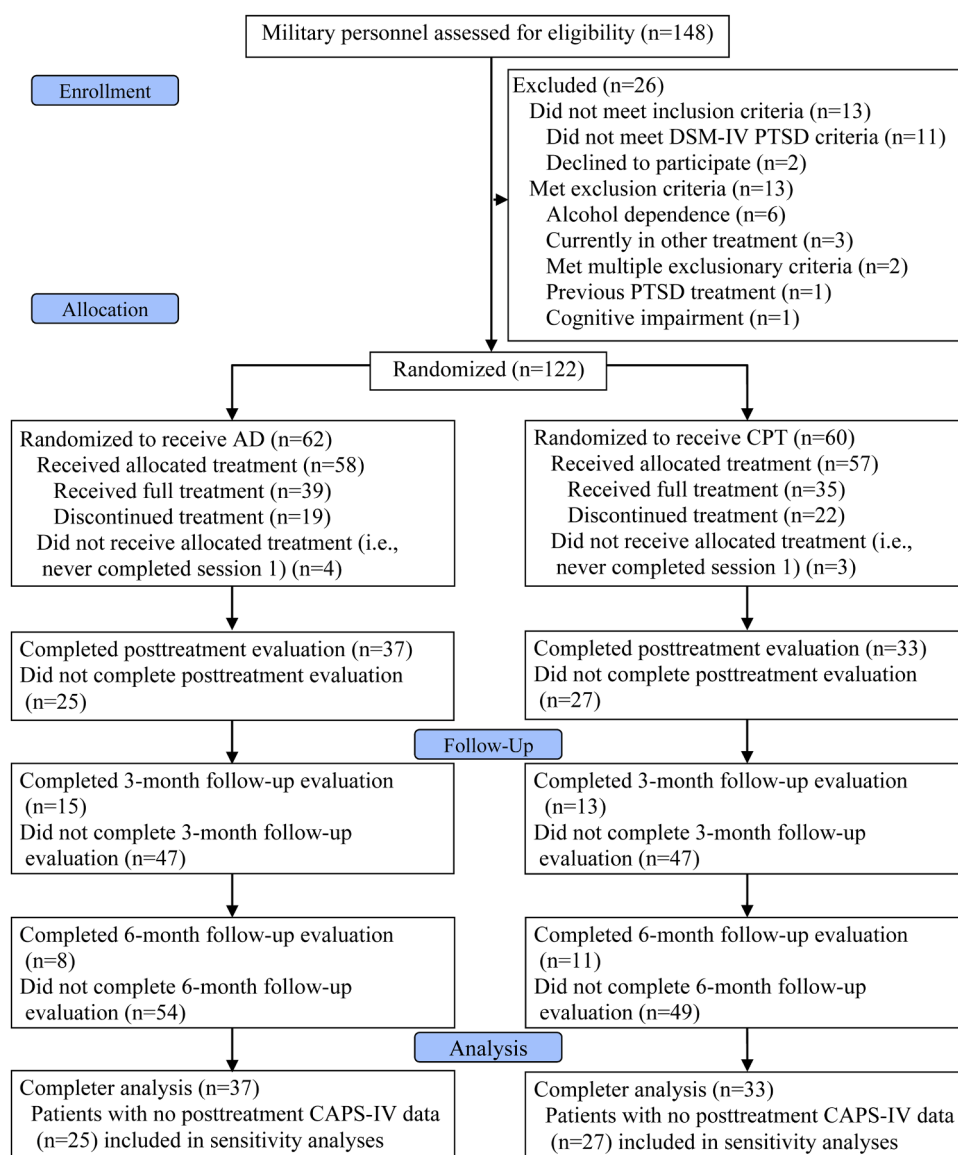 Military personnel assessed for eligibility (n=148)
Enrollment
Excluded (n=26)
Did not meet inclusion criteria (n=13)
Did not meet DSM-IV PTSD criteria (n=11)
Declined to participate (n=2)
Met exclusion criteria (n=13)
Alcohol dependence (n=6)
Currently in other treatment (n=3)
Met multiple exclusionary criteria (n=2)
Previous PTSD treatment (n=1)
Cognitive impairment (n=1)
Allocation
Randomized (n=122)
Randomized to receive AD (n=62)
Received allocated treatment (n=58)
Received full treatment (n=39)
Discontinued treatment (n=19)
Did not receive allocated treatment (i.e.,
never completed session 1) (n=4)
Randomized to receive CPT (n=60)
Received allocated treatment (n=57)
Received full treatment (n=35)
Discontinued treatment (n=22)
Did not receive allocated treatment (i.e.,
never completed session 1) (n=3)
Completed posttreatment evaluation (n=37)
Did not complete posttreatment evaluation
(n=25)
Completed posttreatment evaluation (n=33)
Did not complete posttreatment evaluation
(n=27)
Follow-Up
Completed 3-month follow-up evaluation
(n=15)
Did not complete 3-month follow-up
evaluation (n=47)
Completed 3-month follow-up evaluation
(n=13)
Did not complete 3-month follow-up
evaluation (n=47)
Completed 6-month follow-up evaluation
(n=8)
Did not complete 6-month follow-up
evaluation (n=54)
Completed 6-month follow-up evaluation
(n=11)
Did not complete 6-month follow-up
evaluation (n=49)
Analysis
Completer analysis (n=37)
Patients with no posttreatment CAPS-IV data
(n=25) included in sensitivity analyses
Completer analysis (n=33)
Patients with no posttreatment CAPS-IV data
(n=27) included in sensitivity analyses